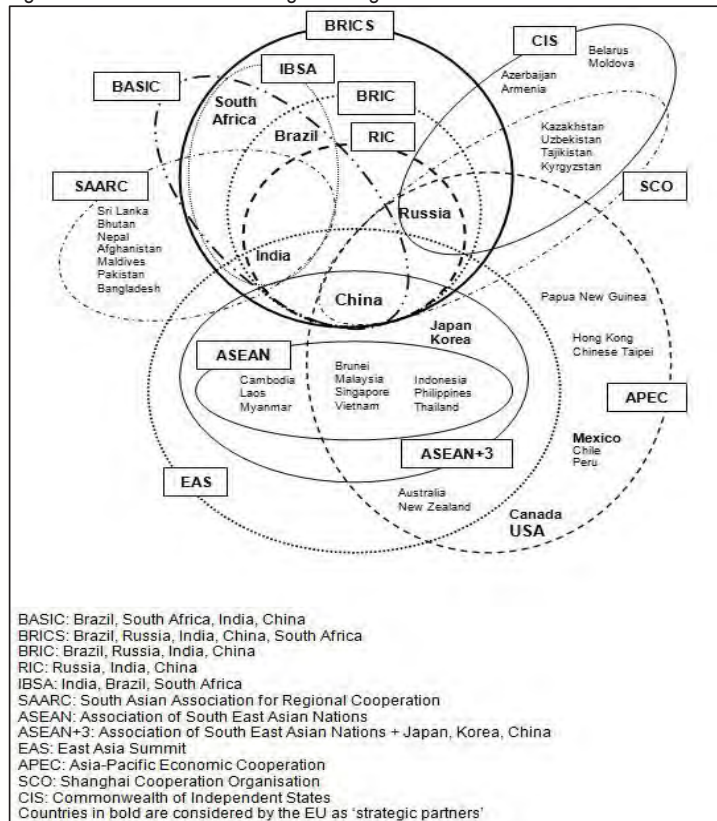 BRICS
CIS
Belarus
Moldova
IBSA
Azerbaijan
Armenia
BASIC
South
Africa
BRIC
Brazil
RIC
Kazakhstan
Uzbekistan
Tajikistan
Kyrgyzstan
SAARC
SCO
Sri Lanka
Bhutan
Nepal
Afghanistan
Maldives
Pakistan
Bangladesh
Russia
India
China
Papua New Guinea
Japan
Korea
Hong Kong
Chinese Taipei
ASEAN
Cambodia
Laos
Myanmar
Brunei
Malaysia
Singapore
Vietnam
Indonesia
Philippines
Thailand
APEC
Mexico
Chile
Peru
ASEAN+3
EAS
Australia
New Zealand
Canada
USA
BASIC: Brazil, South Africa, India, China
BRICS: Brazil, Russia, India, China, South Africa
BRIC: Brazil, Russia, India, China
RIC: Russia, India, China
IBSA: India, Brazil, South Africa
SAARC: South Asian Association for Regional Cooperation
ASEAN: Association of South East Asian Nations
ASEAN+3: Association of South East Asian Nations + Japan, Korea, China
EAS: East Asia Summit
APEC: Asia-Pacific Economic Cooperation
SCO: Shanghai Cooperation Organisation
CIS: Commonwealth of Independent States
Countries in bold are considered by the EU as 'strategic partners'